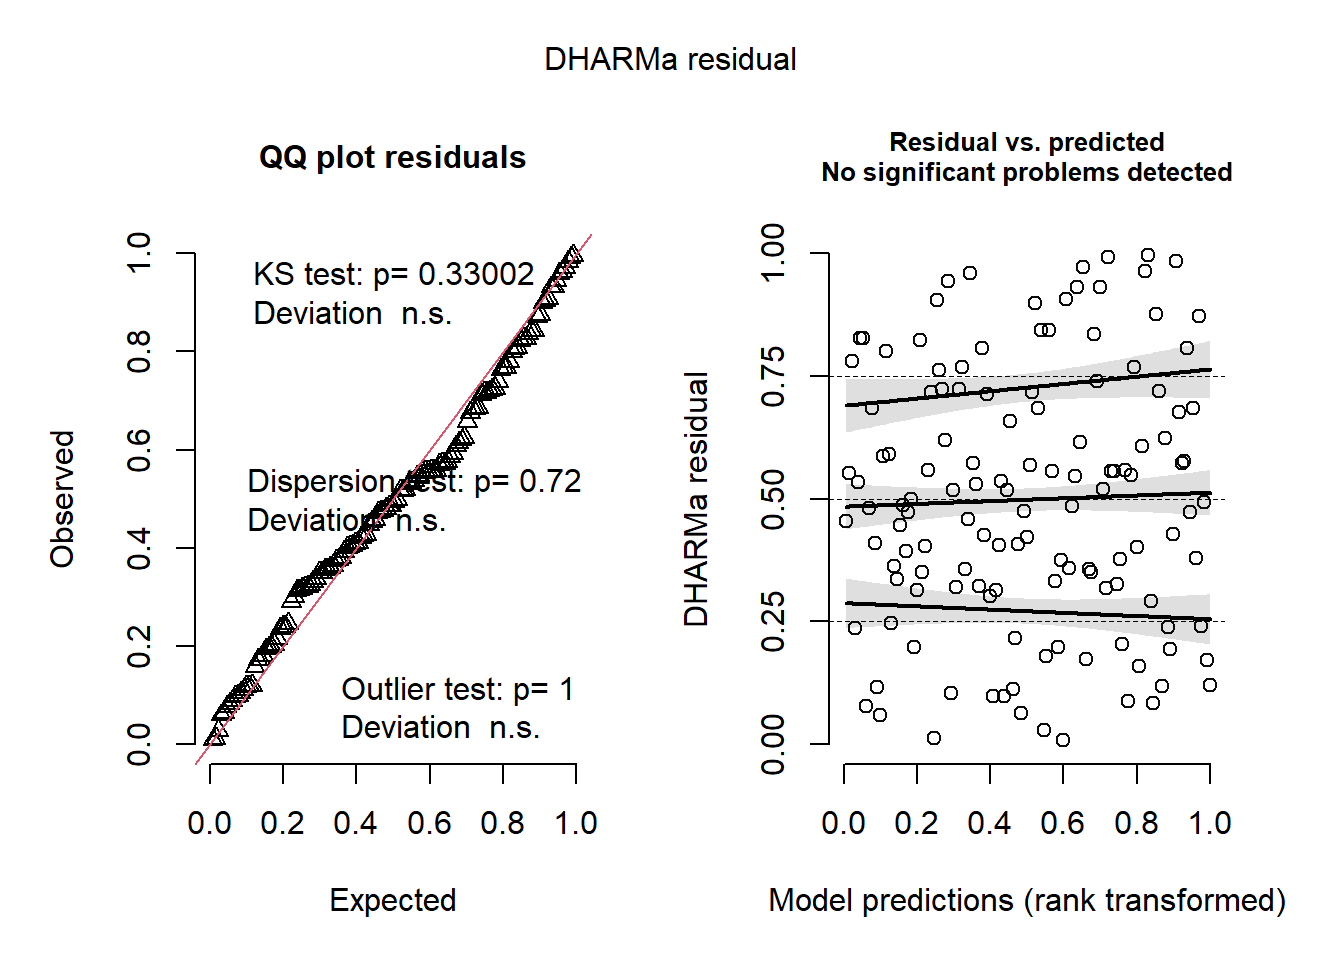 DHARMa residual
QQ plot residuals
KS test: p= 0.33002
Deviation  n.s.
Dispersion test: p= 0.72
Deviation  n.s.
Outlier test: p= 1
Deviation  n.s.
Observed
0.0 0.2 0.4 0.6 0.8 1.0
0.0 0.2 0.4 0.6 0.8 1.0
Expected
Residual vs. predicted
No significant problems detected
DHARMa residual
0.00 0.25 0.50 0.75 1.00
0.0 0.2 0.4 0.6 0.8 1.0
Model predictions (rank transformed)